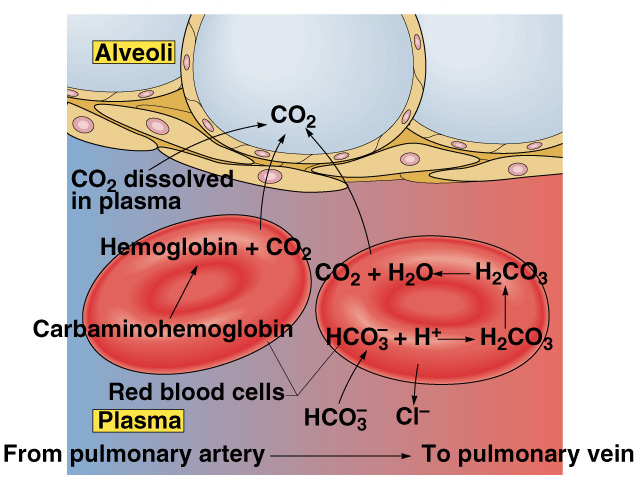 Alveoli
CO₂
CO₂ dissolved
in plasma
Hemoglobin + CO₂
Carbaminohemoglobin
CO₂ + H₂O
H₂CO₃
HCO₃⁻ + H⁺
H₂CO₃
Red blood cells
Plasma
HCO₃⁻
Cl⁻
From pulmonary artery
To pulmonary vein